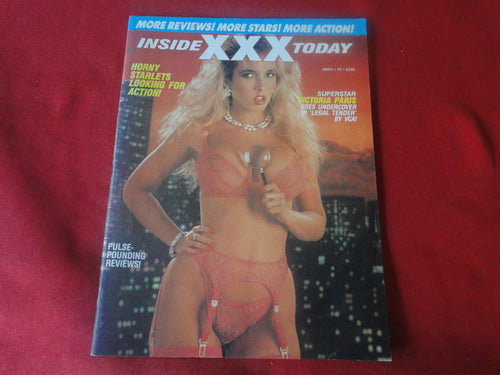 MORE REVIEWS! MORE STARS! MORE ACTION!
INSIDE XXX TODAY
HORNY
STARLETS
LOOKING FOR
ACTION!
SUPERSTAR
VICTORIA PARIS
GOES UNDERCOVER
IN 'LEGAL TENDER'
BY VCA!
PULSE-
POUNDING
REVIEWS!